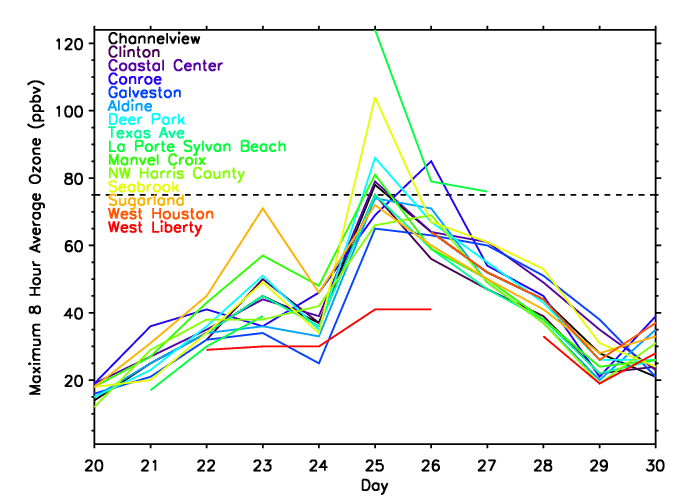 120
100
80
60
40
20
Maximum 8 Hour Average Ozone (ppbv)
Channelview
Clinton
Coastal Center
Conroe
Galveston
Aldine
Deer Park
Texas Ave
La Porte Sylvan Beach
Manvel Croix
NW Harris County
Seabrook
Sugarland
West Houston
West Liberty
20 21 22 23 24 25 26 27 28 29 30
Day